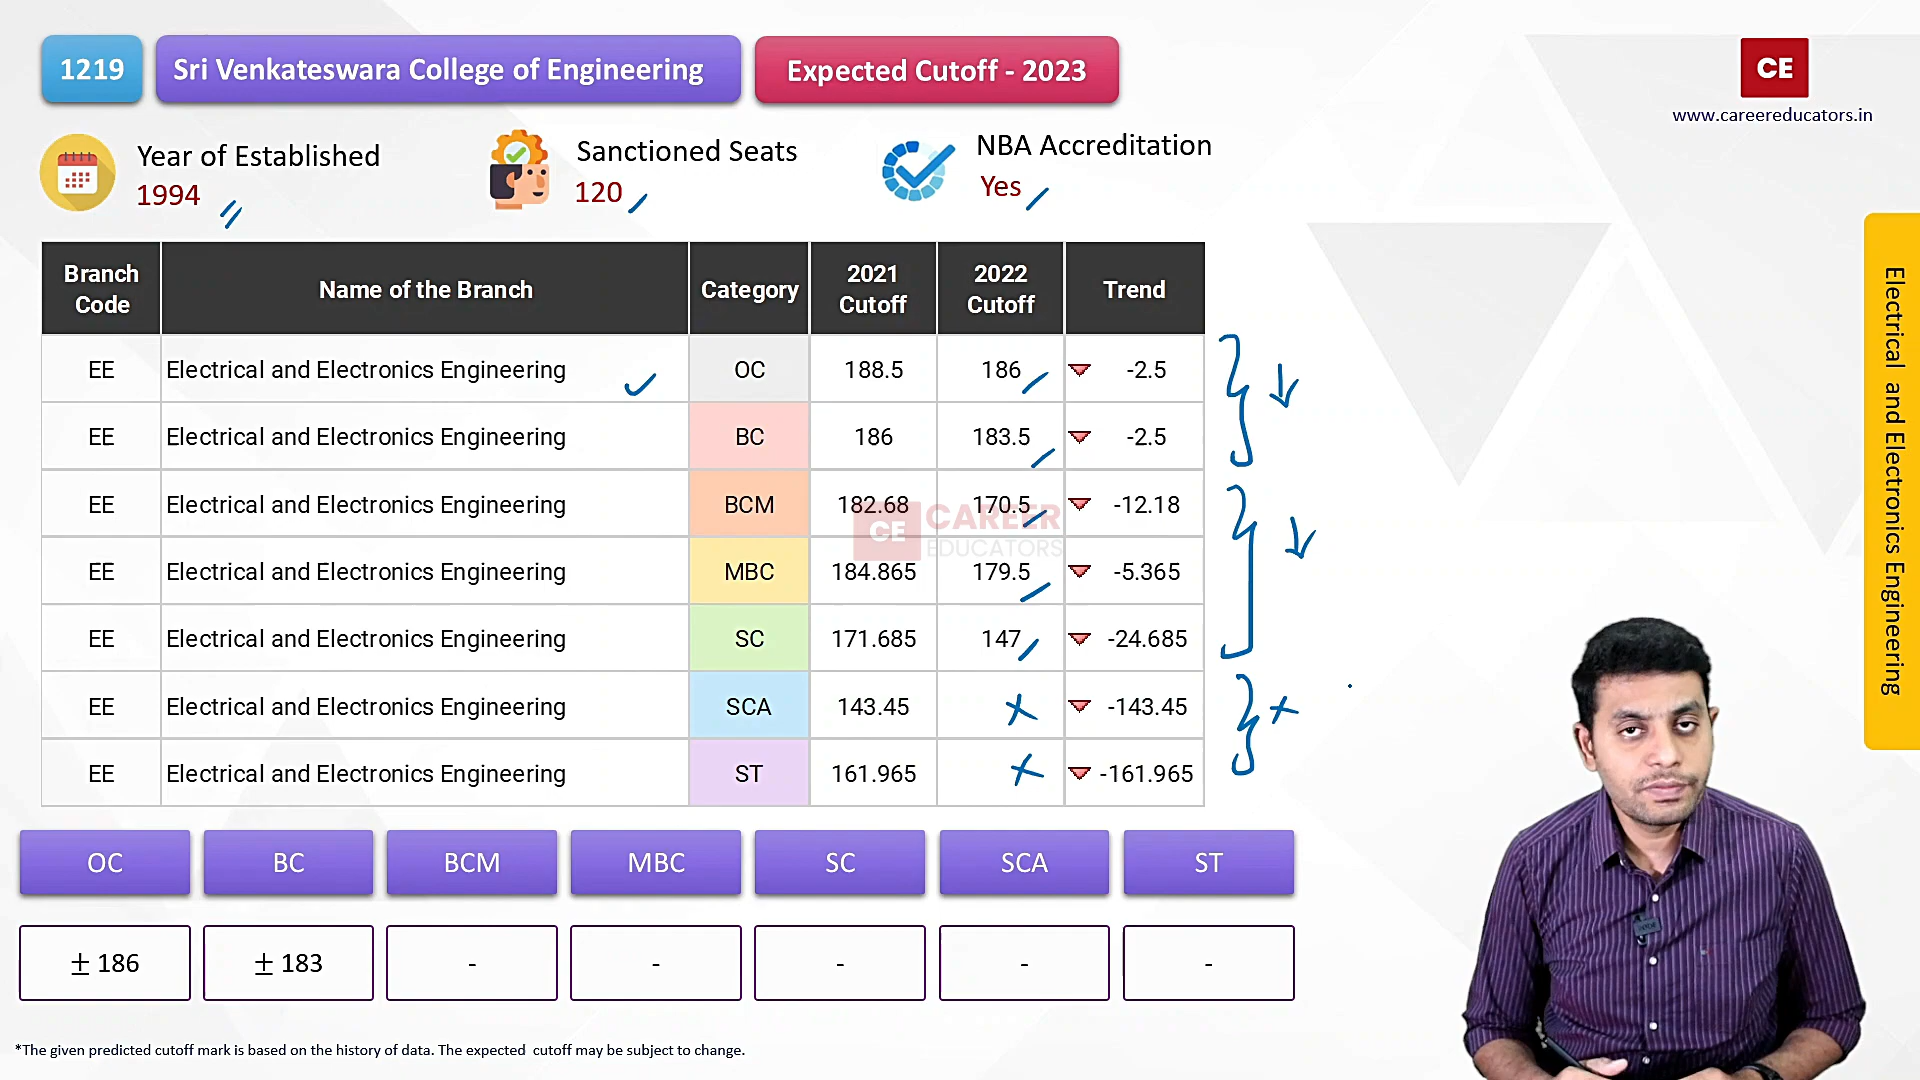 1219
Sri Venkateswara College of Engineering
Expected Cutoff - 2023
CE
www.careereducators.in
Year of Established
1994
Sanctioned Seats
120
NBA Accreditation
Yes
Branch Code Name of the Branch Category 2021 Cutoff 2022 Cutoff Trend
EE Electrical and Electronics Engineering OC 188.5 186 -2.5
EE Electrical and Electronics Engineering BC 186 183.5 -2.5
EE Electrical and Electronics Engineering BCM 182.68 170.5 -12.18
EE Electrical and Electronics Engineering MBC 184.865 179.5 -5.365
EE Electrical and Electronics Engineering SC 171.685 147 -24.685
EE Electrical and Electronics Engineering SCA 143.45 -143.45
EE Electrical and Electronics Engineering ST 161.965 -161.965
CE CAREER
EDUCATORS
Electrical and Electronics Engineering
OC BC BCM MBC SC SCA ST
± 186 ± 183 - - - - -
*The given predicted cutoff mark is based on the history of data. The expected cutoff may be subject to change.